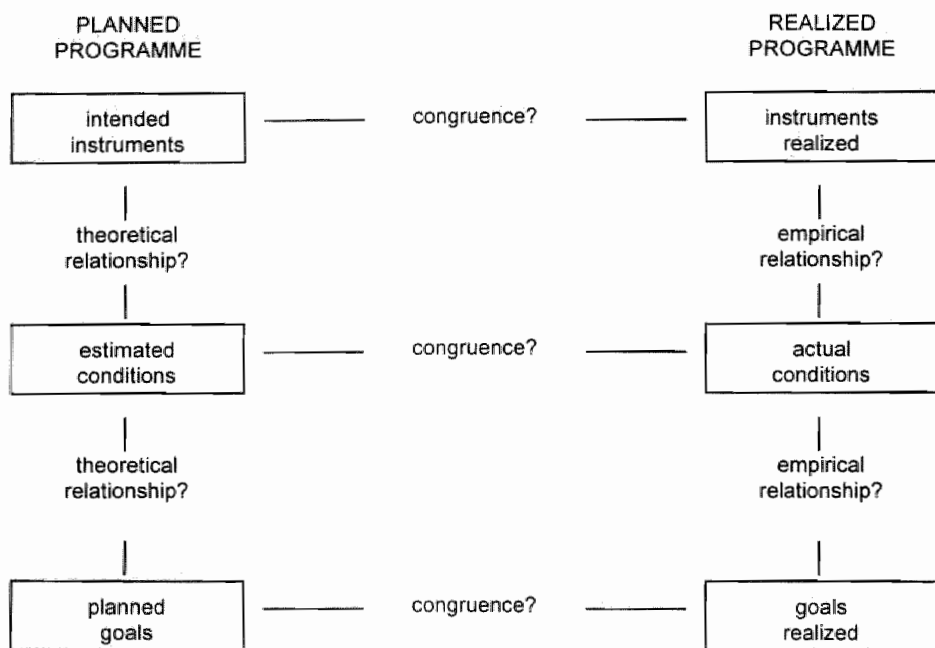 PLANNED
PROGRAMME
REALIZED
PROGRAMME
intended
instruments
congruence?
instruments
realized
theoretical
relationship?
empirical
relationship?
estimated
conditions
congruence?
actual
conditions
theoretical
relationship?
empirical
relationship?
planned
goals
congruence?
goals
realized